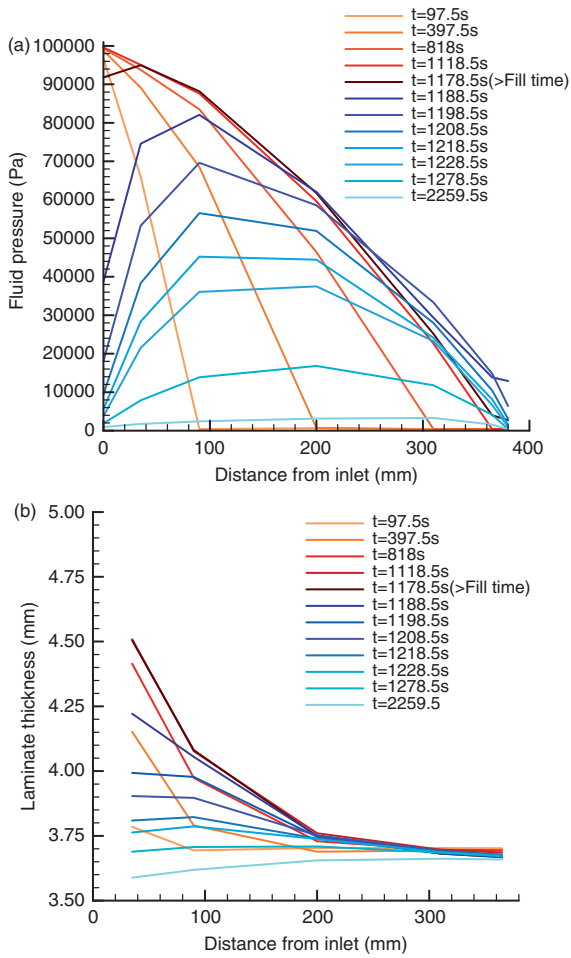 (a)
t=97.5s
t=397.5s
t=818s
t=1118.5s
t=1178.5s(>Fill time)
t=1188.5s
t=1198.5s
t=1208.5s
t=1218.5s
t=1228.5s
t=1278.5s
t=2259.5s
100000
90000
80000
70000
60000
50000
40000
30000
20000
10000
0
Fluid pressure (Pa)
0 100 200 300 400
Distance from inlet (mm)
(b)
t=97.5s
t=397.5s
t=818s
t=1118.5s
t=1178.5s(>Fill time)
t=1188.5s
t=1198.5s
t=1208.5s
t=1218.5s
t=1228.5s
t=1278.5s
t=2259.5
5.00
4.75
4.50
4.25
4.00
3.75
3.50
Laminate thickness (mm)
0 100 200 300
Distance from inlet (mm)